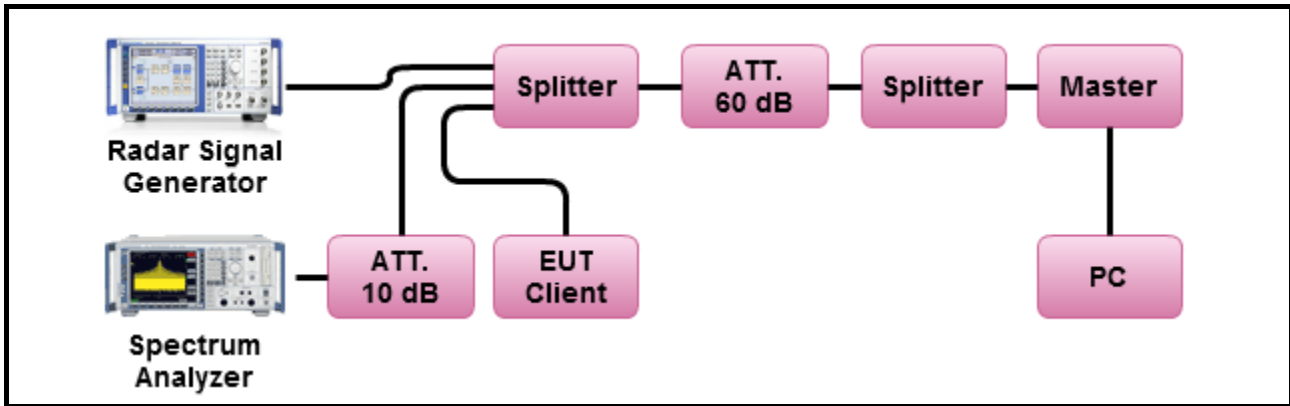 Radar Signal
Generator
Splitter
ATT.
60 dB
Splitter
Master
Spectrum
Analyzer
ATT.
10 dB
EUT
Client
PC